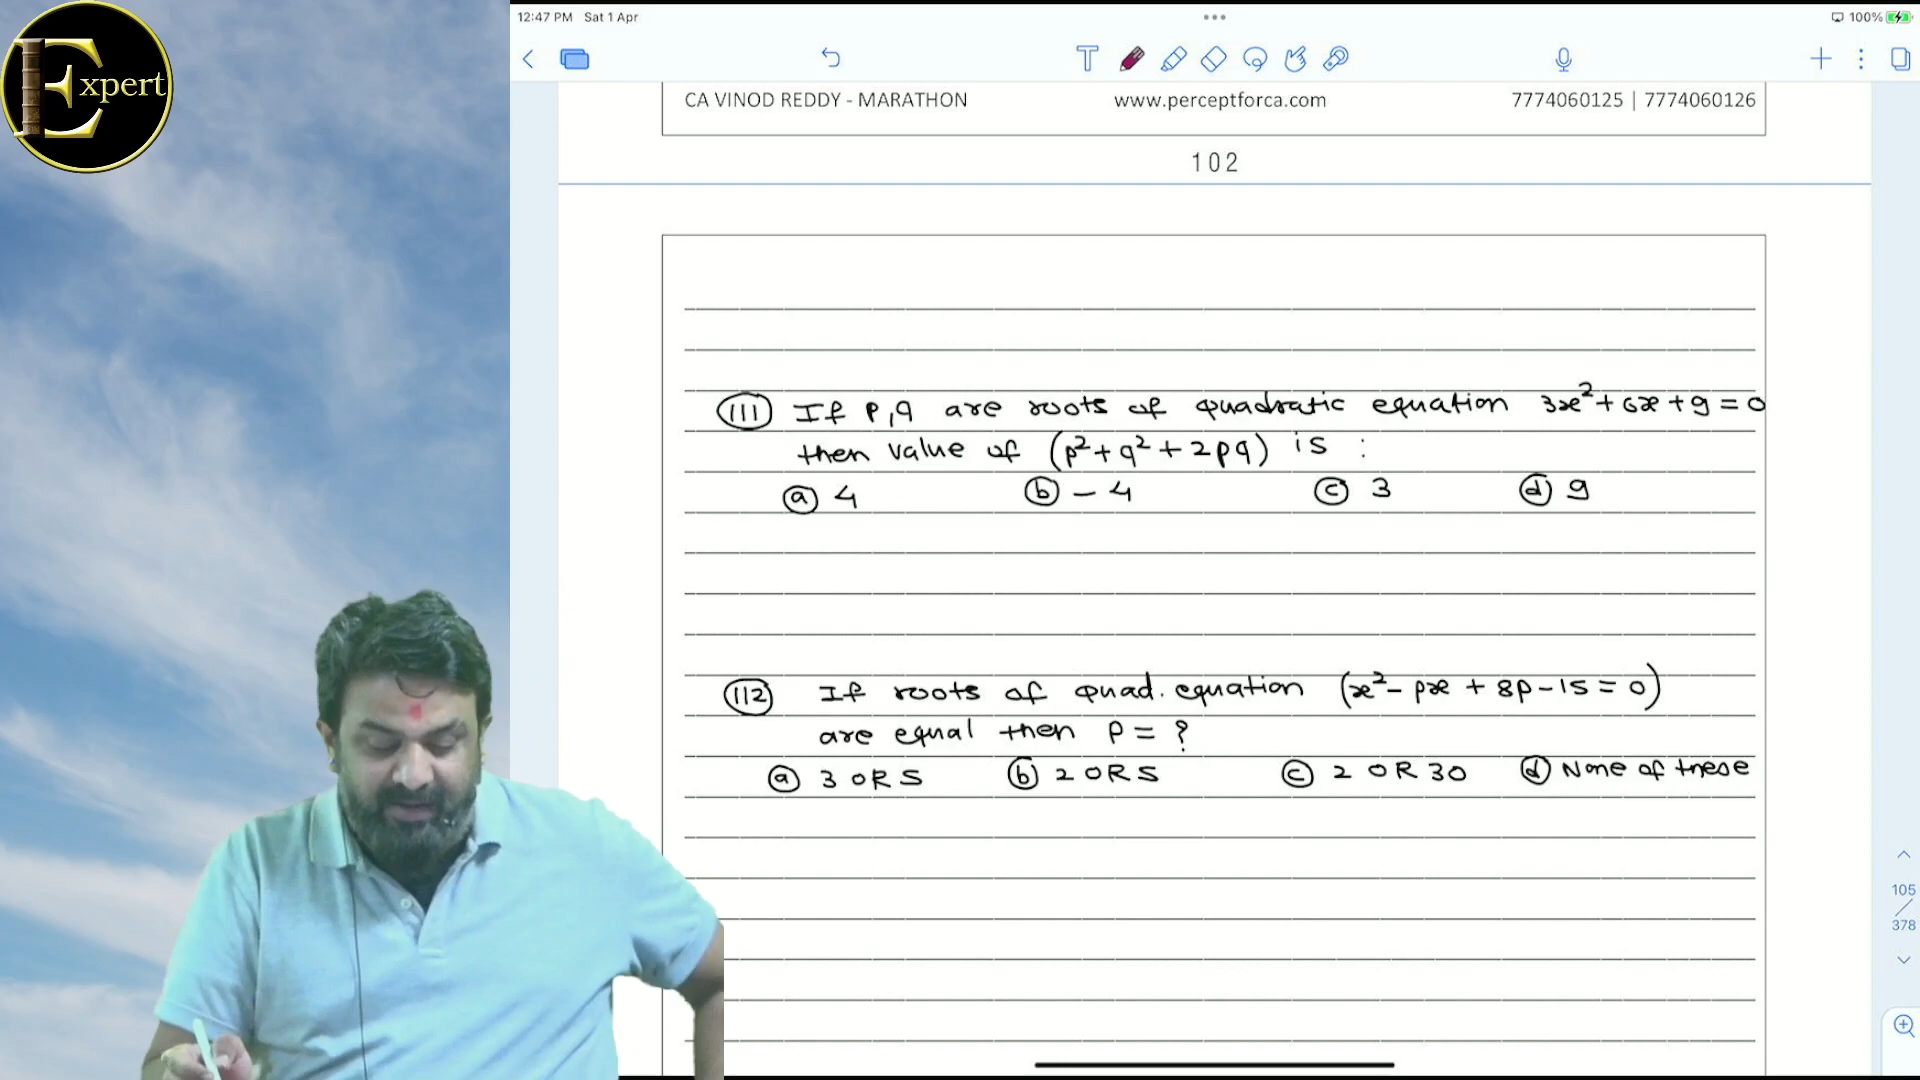 Expert
12:47 PM Sat 1 Apr
100%
CA VINOD REDDY - MARATHON www.perceptforca.com 7774060125 | 7774060126
102
(111) If p,q are roots of quadratic equation 3x²+6x+9=0
then value of (p²+q²+2pq) is :
(a) 4 (b) -4 (c) 3 (d) 9
(112) If roots of quad. equation (x²-px+8p-15=0)
are equal then P=?
(a) 3 OR 5 (b) 2 OR 5 (c) 2 OR 30 (d) None of these
105
378